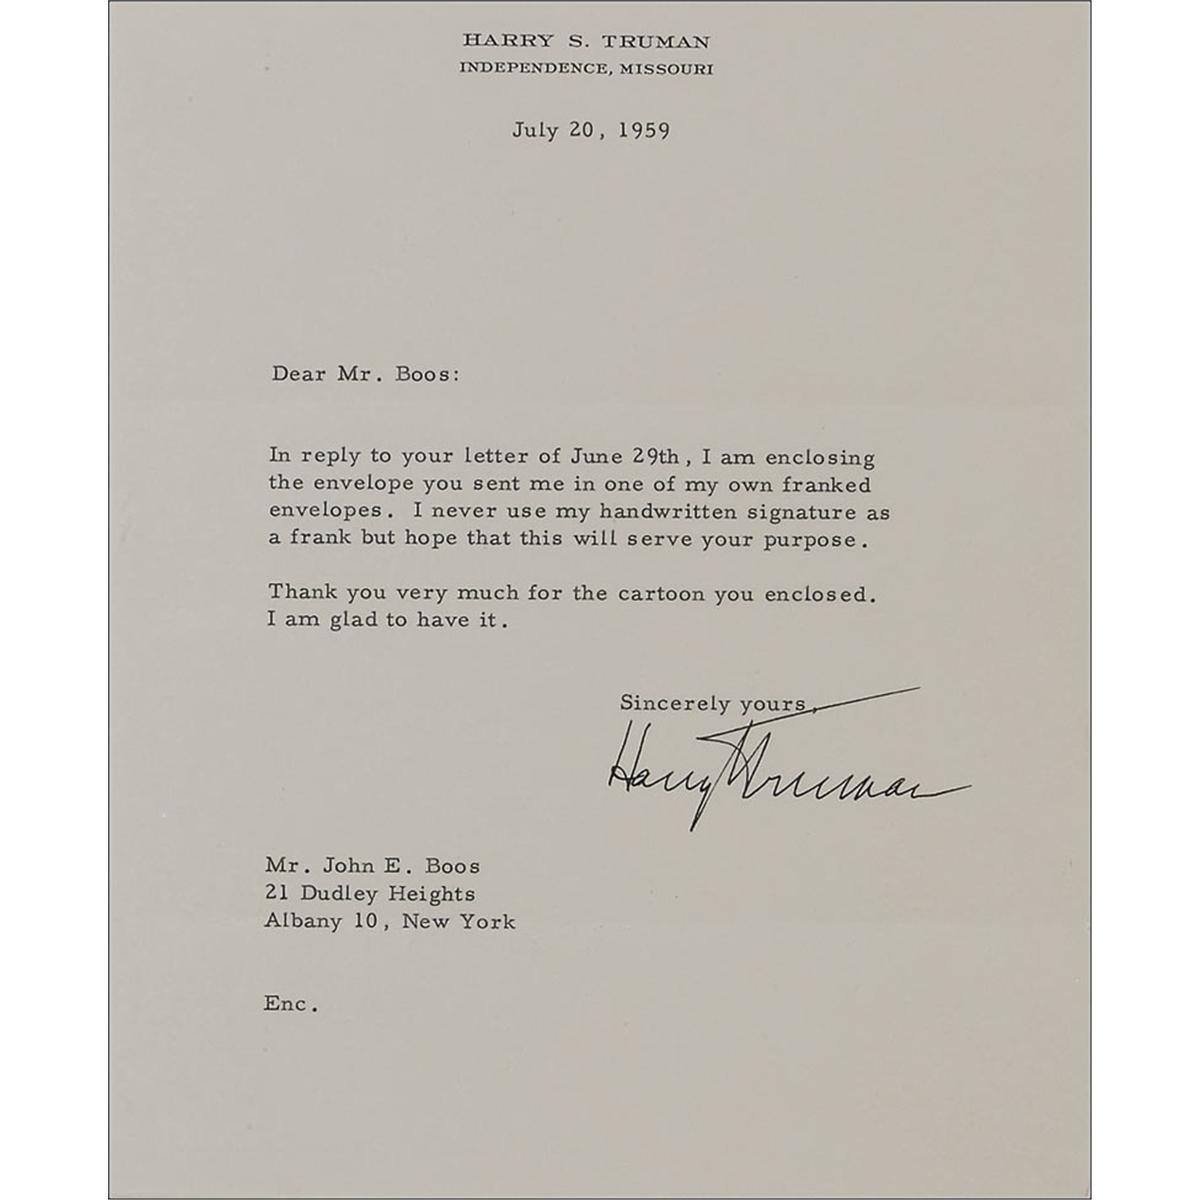 HARRY S. TRUMAN
INDEPENDENCE, MISSOURI
July 20, 1959
Dear Mr. Boos:
In reply to your letter of June 29th, I am enclosing
the envelope you sent me in one of my own franked
envelopes. I never use my handwritten signature as
a frank but hope that this will serve your purpose.
Thank you very much for the cartoon you enclosed.
I am glad to have it.
Sincerely yours,
Harry S Truman
Mr. John E. Boos
21 Dudley Heights
Albany 10, New York
Enc.